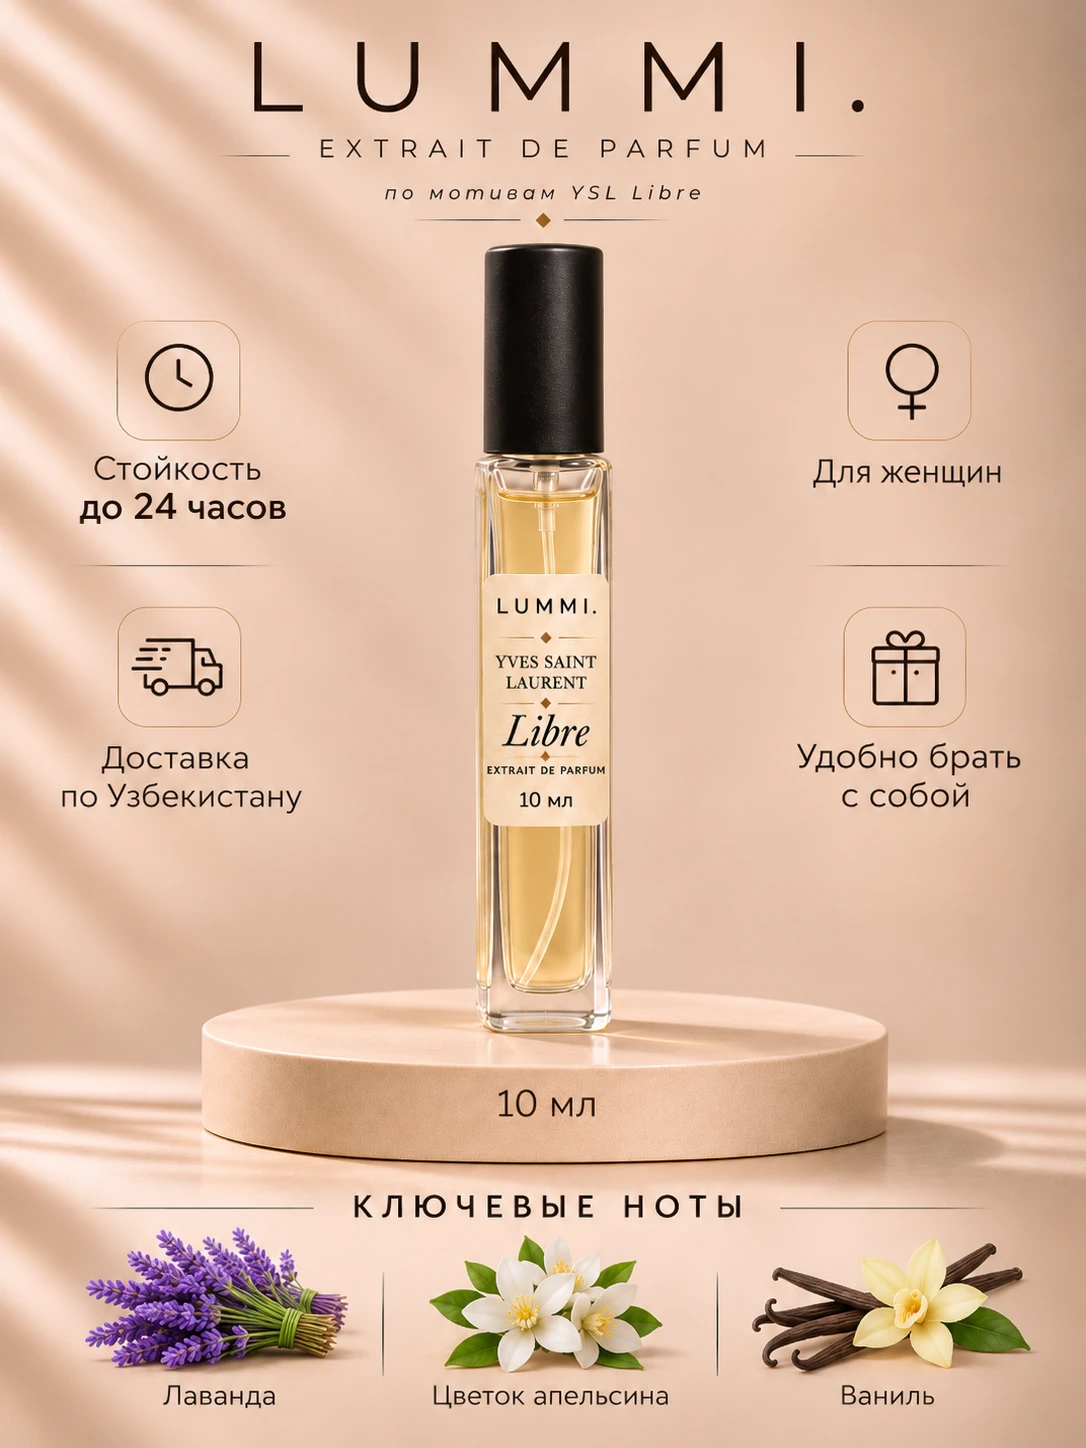 LUMMI.
EXTRAIT DE PARFUM
по мотивам YSL Libre
Стойкость
до 24 часов
Для женщин
Доставка
по Узбекистану
Удобно брать
с собой
LUMMI.
YVES SAINT
LAURENT
Libre
EXTRAIT DE PARFUM
10 мл
10 мл
КЛЮЧЕВЫЕ НОТЫ
Лаванда
Цветок апельсина
Ваниль